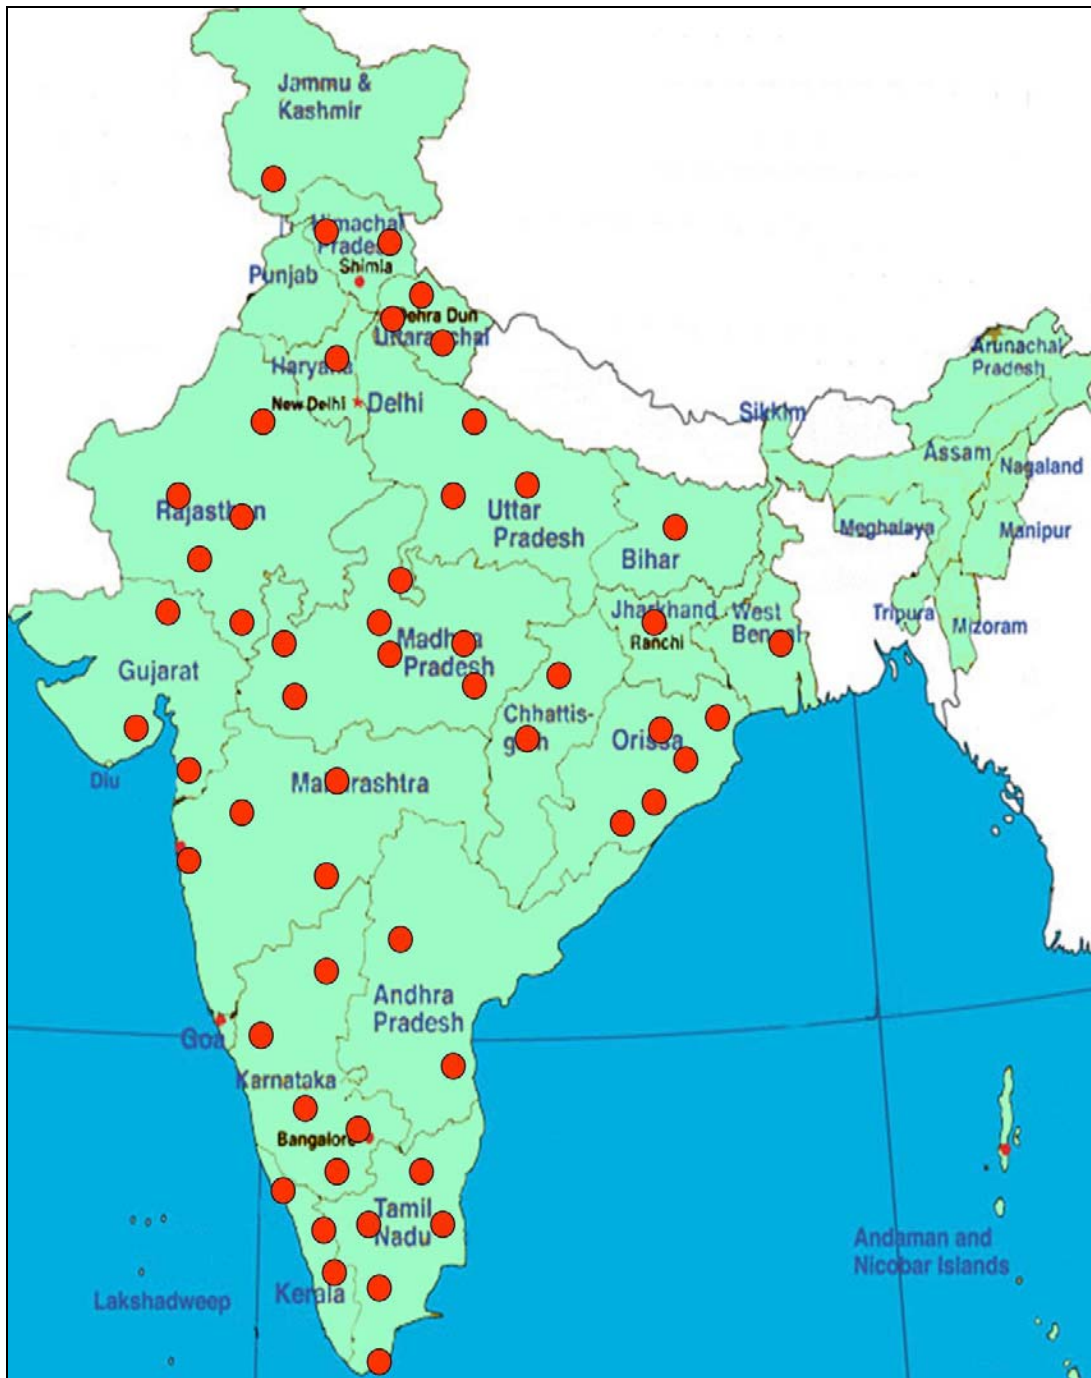 Jammu &
Kashmir
Himachal
Pradesh
Shimla
Punjab
Dehra Dun
Uttaranchal
Haryana
New Delhi
Delhi
Arunachal
Pradesh
Sikkim
Assam
Nagaland
Rajasthan
Uttar
Pradesh
Meghalaya
Manipur
Bihar
Jharkhand
West
Bengal
Tripura
Mizoram
Ranchi
Madhya
Pradesh
Gujarat
Chhattis-
garh
Orissa
Diu
Maharashtra
Andhra
Pradesh
Goa
Karnataka
Bangalore
Tamil
Nadu
Andaman and
Nicobar Islands
Kerala
Lakshadweep